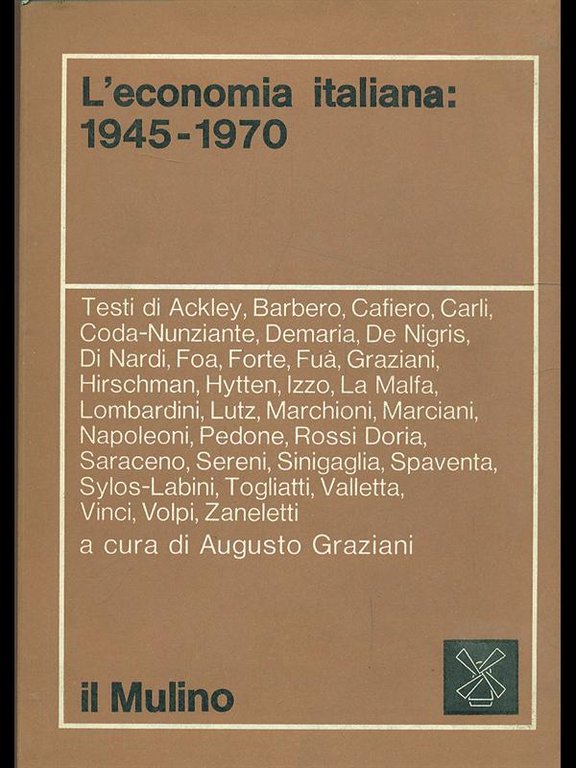 L'economia italiana:
1945-1970
Testi di Ackley, Barbero, Cafiero, Carli,
Coda-Nunziante, Demaria, De Nigris,
Di Nardi, Foa, Forte, Fuà, Graziani,
Hirschman, Hytten, Izzo, La Malfa,
Lombardini, Lutz, Marchioni, Marciani,
Napoleoni, Pedone, Rossi Doria,
Saraceno, Sereni, Sinigaglia, Spaventa,
Sylos-Labini, Togliatti, Valletta,
Vinci, Volpi, Zaneletti
a cura di Augusto Graziani
il Mulino